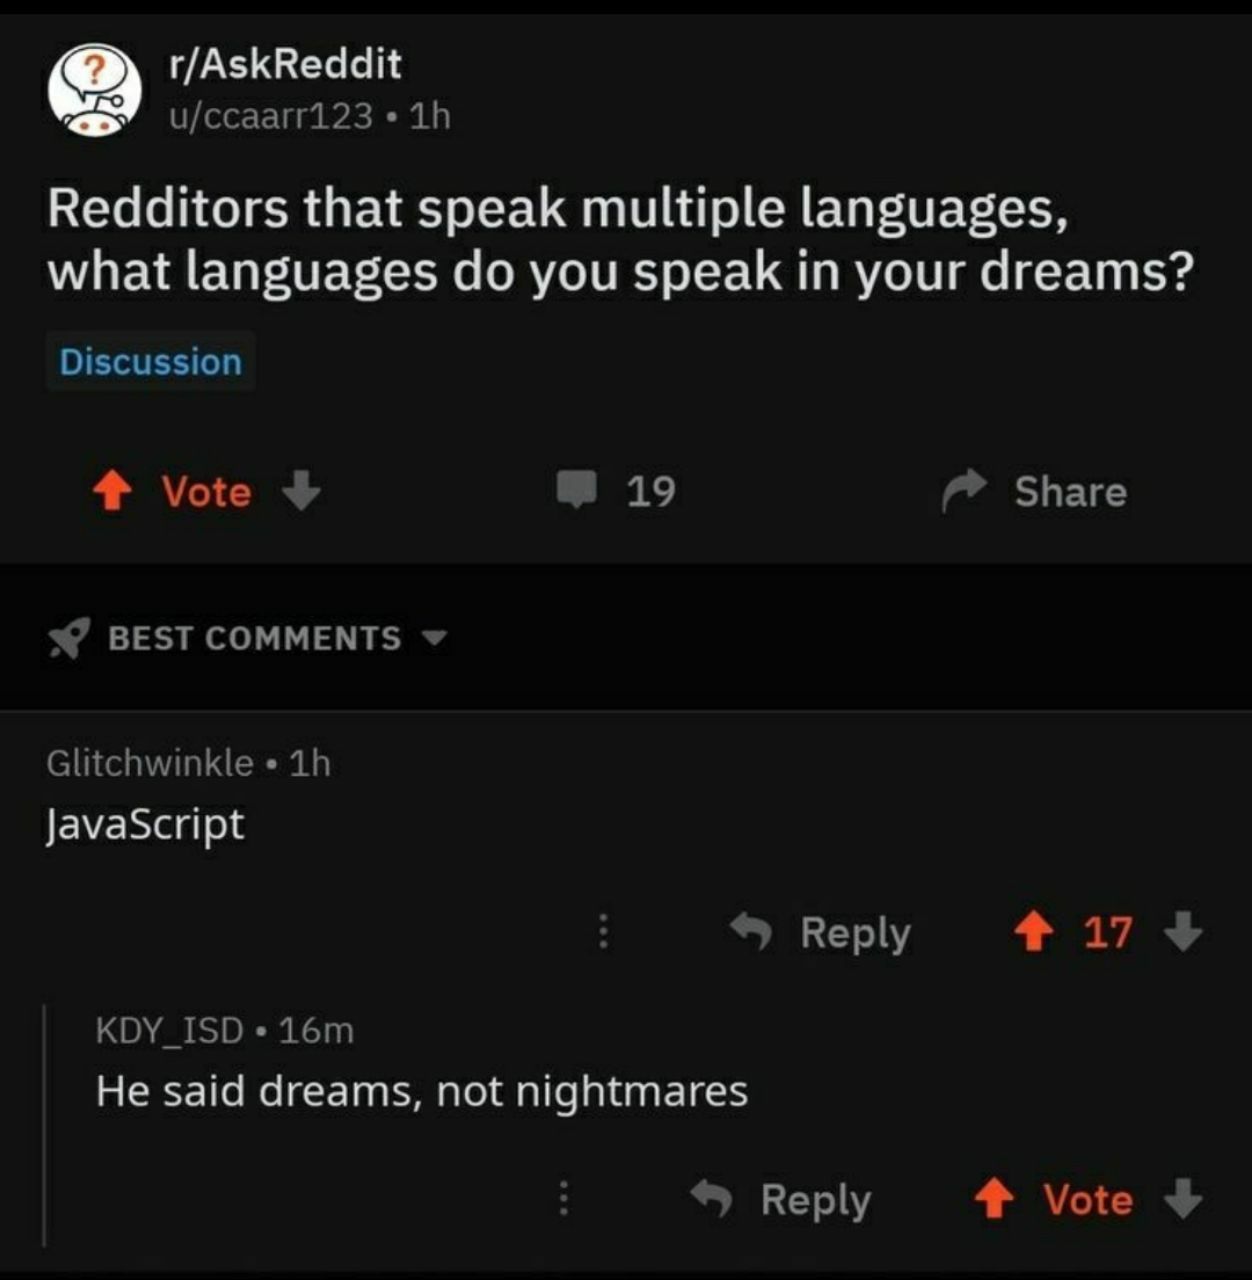 r/AskReddit
u/ccaarr123 • 1h
Redditors that speak multiple languages,
what languages do you speak in your dreams?
Discussion
Vote 19 Share
BEST COMMENTS
Glitchwinkle • 1h
JavaScript
Reply 17
KDY_ISD • 16m
He said dreams, not nightmares
Reply Vote